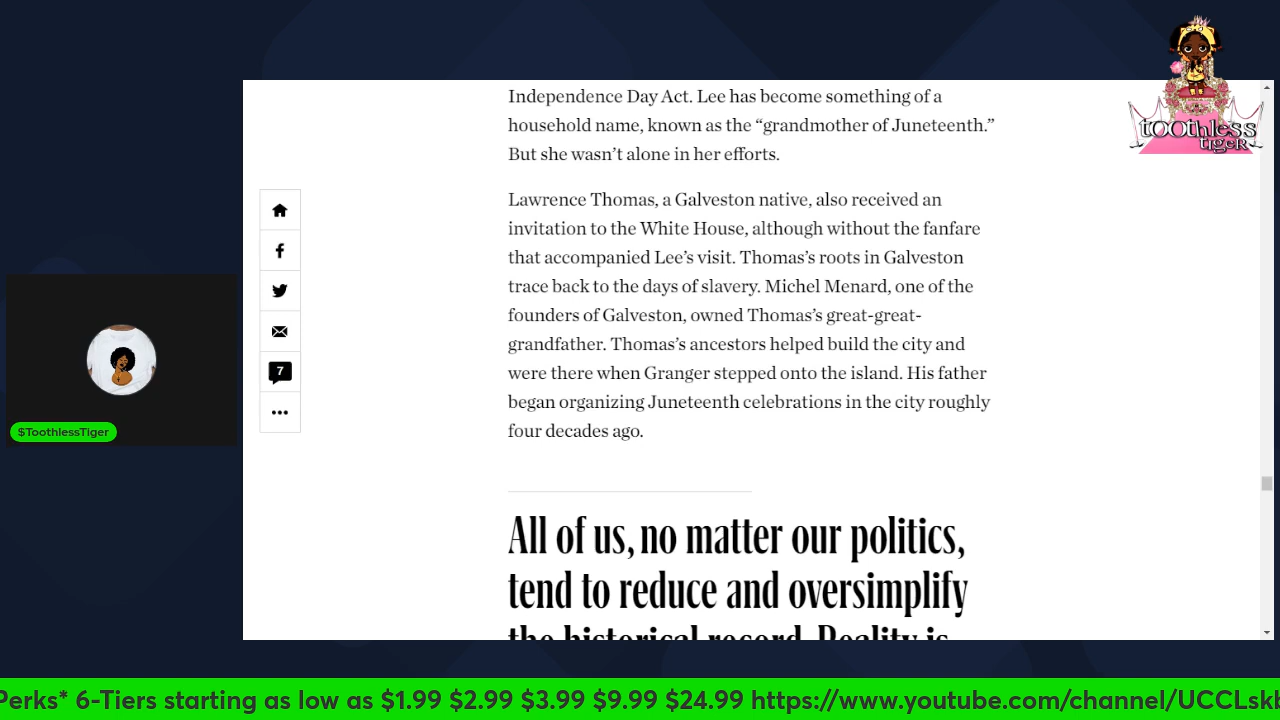 Independence Day Act. Lee has become something of a
household name, known as the “grandmother of Juneteenth.”
But she wasn’t alone in her efforts.
Lawrence Thomas, a Galveston native, also received an
invitation to the White House, although without the fanfare
that accompanied Lee’s visit. Thomas’s roots in Galveston
trace back to the days of slavery. Michel Menard, one of the
founders of Galveston, owned Thomas’s great-great-
grandfather. Thomas’s ancestors helped build the city and
were there when Granger stepped onto the island. His father
began organizing Juneteenth celebrations in the city roughly
four decades ago.
All of us, no matter our politics,
tend to reduce and oversimplify
the historical record. Reality is
7
$ToothlessTiger
tOOthless
tigeR
Perks* 6-Tiers starting as low as $1.99 $2.99 $3.99 $9.99 $24.99 https://www.youtube.com/channel/UCCLsk